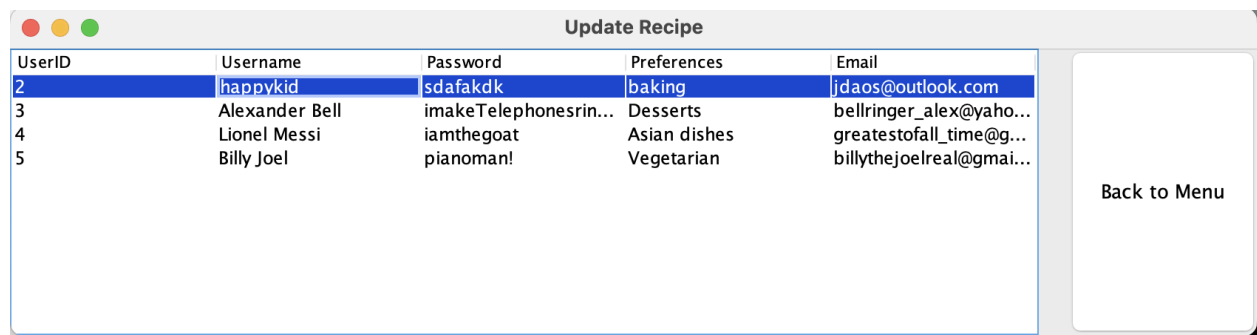 Update Recipe
UserID Username Password Preferences Email
2 happykid sdafakdk baking jdaos@outlook.com
3 Alexander Bell imakeTelephonesrin... Desserts bellringer_alex@yaho...
4 Lionel Messi iamthegoat Asian dishes greatestofall_time@g...
5 Billy Joel pianoman! Vegetarian billythejoelreal@gmai...
Back to Menu